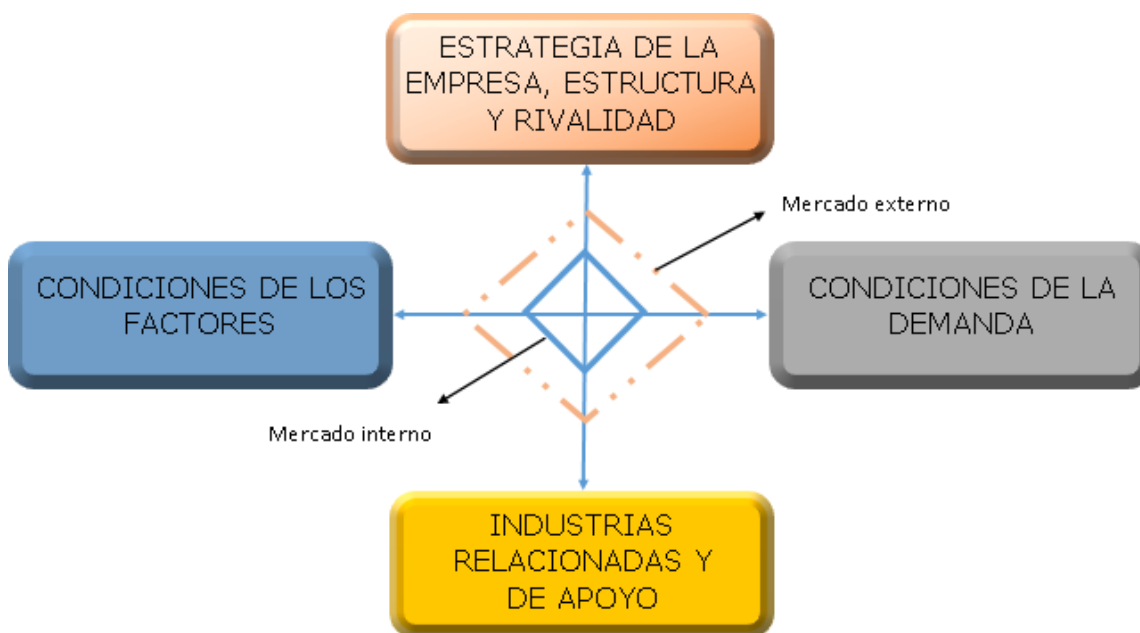 ESTRATEGIA DE LA
EMPRESA, ESTRUCTURA
Y RIVALIDAD
Mercado externo
CONDICIONES DE LOS
FACTORES
CONDICIONES DE LA
DEMANDA
Mercado interno
INDUSTRIAS
RELACIONADAS Y
DE APOYO